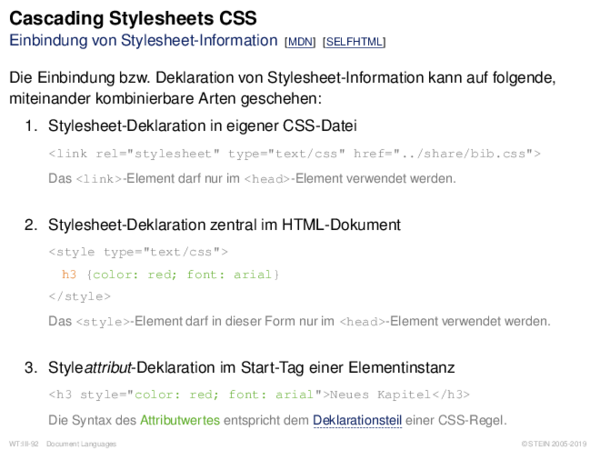 Cascading Stylesheets CSS
Einbindung von Stylesheet-Information [MDN] [SELFHTML]
Die Einbindung bzw. Deklaration von Stylesheet-Information kann auf folgende,
miteinander kombinierbare Arten geschehen:
1. Stylesheet-Deklaration in eigener CSS-Datei
<link rel="stylesheet" type="text/css" href="../share/bib.css">
Das <link>-Element darf nur im <head>-Element verwendet werden.
2. Stylesheet-Deklaration zentral im HTML-Dokument
<style type="text/css">
h3 {color: red; font: arial}
</style>
Das <style>-Element darf in dieser Form nur im <head>-Element verwendet werden.
3. Styleattribut-Deklaration im Start-Tag einer Elementinstanz
<h3 style="color: red; font: arial">Neues Kapitel</h3>
Die Syntax des Attributwertes entspricht dem Deklarationsteil einer CSS-Regel.
WT:III-92 Document Languages © STEIN 2005-2019